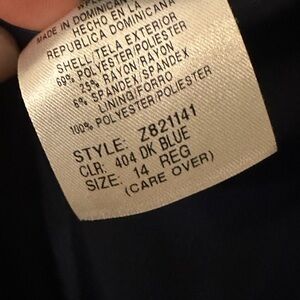 MADE IN DOMINICAN
HECHO EN LA
REPUBLICA DOMINICANA
SHELL/TELA EXTERIOR
69% POLYESTER/POLIESTER
25% RAYON/RAYON
6% SPANDEX/SPANDEX
LINING/FORRO
100% POLYESTER/POLIESTER
STYLE: Z821141
CLR: 404 DK BLUE
SIZE: 14 REG
(CARE OVER)